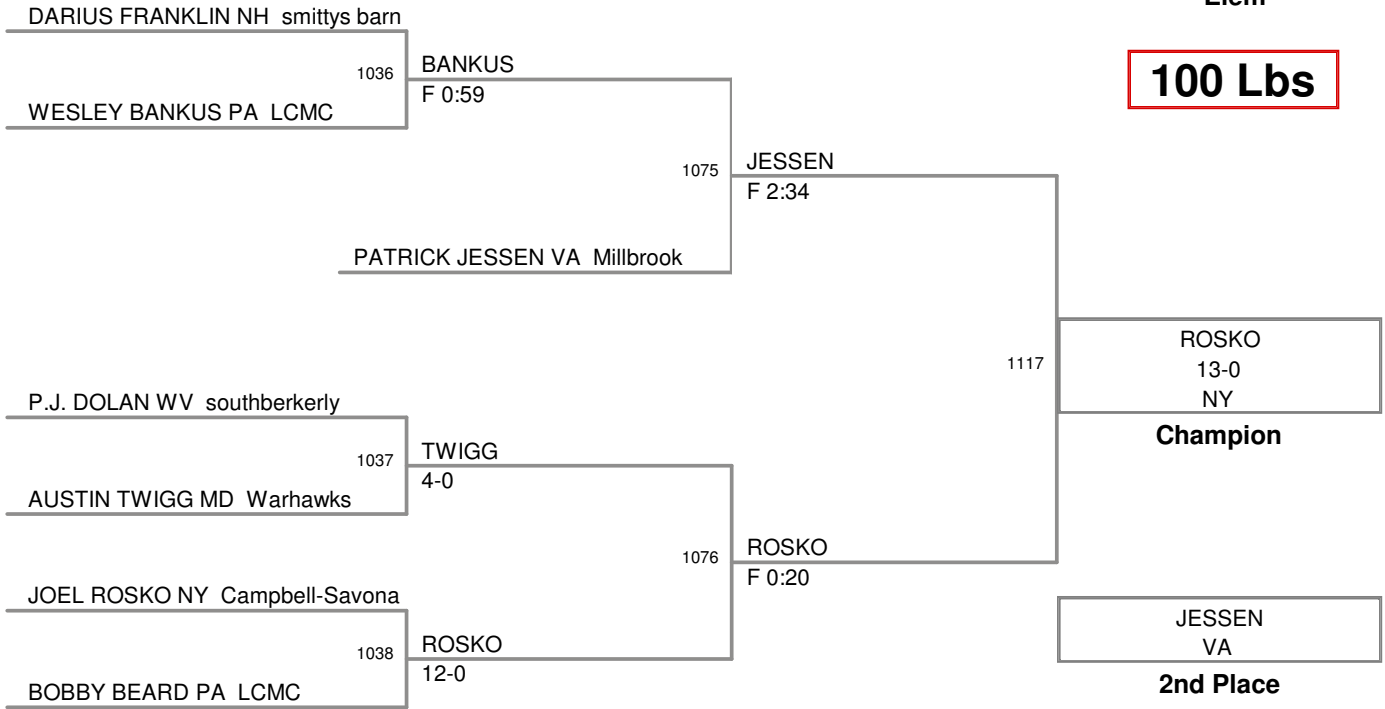 Elem
DARIUS FRANKLIN NH smittys barn
1036
BANKUS
F 0:59
WESLEY BANKUS PA LCMC
100 Lbs
1075
JESSEN
F 2:34
PATRICK JESSEN VA Millbrook
1117
ROSKO
13-0
NY
Champion
P.J. DOLAN WV southberkerly
1037
TWIGG
4-0
AUSTIN TWIGG MD Warhawks
1076
ROSKO
F 0:20
JOEL ROSKO NY Campbell-Savona
1038
ROSKO
12-0
BOBBY BEARD PA LCMC
JESSEN
VA
2nd Place